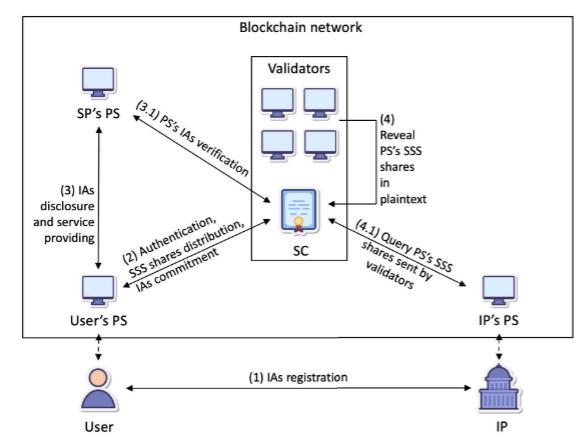 Blockchain network
Validators
SP's PS
(3.1) PS's IAs verification
(4)
Reveal
PS's SSS
shares
in
plaintext
(3) IAs
disclosure
and service
providing
(2) Authentication,
SSS shares distribution,
IAs commitment
SC
(4.1) Query PS's SSS
shares sent by
validators
User's PS
IP's PS
(1) IAs registration
User
IP